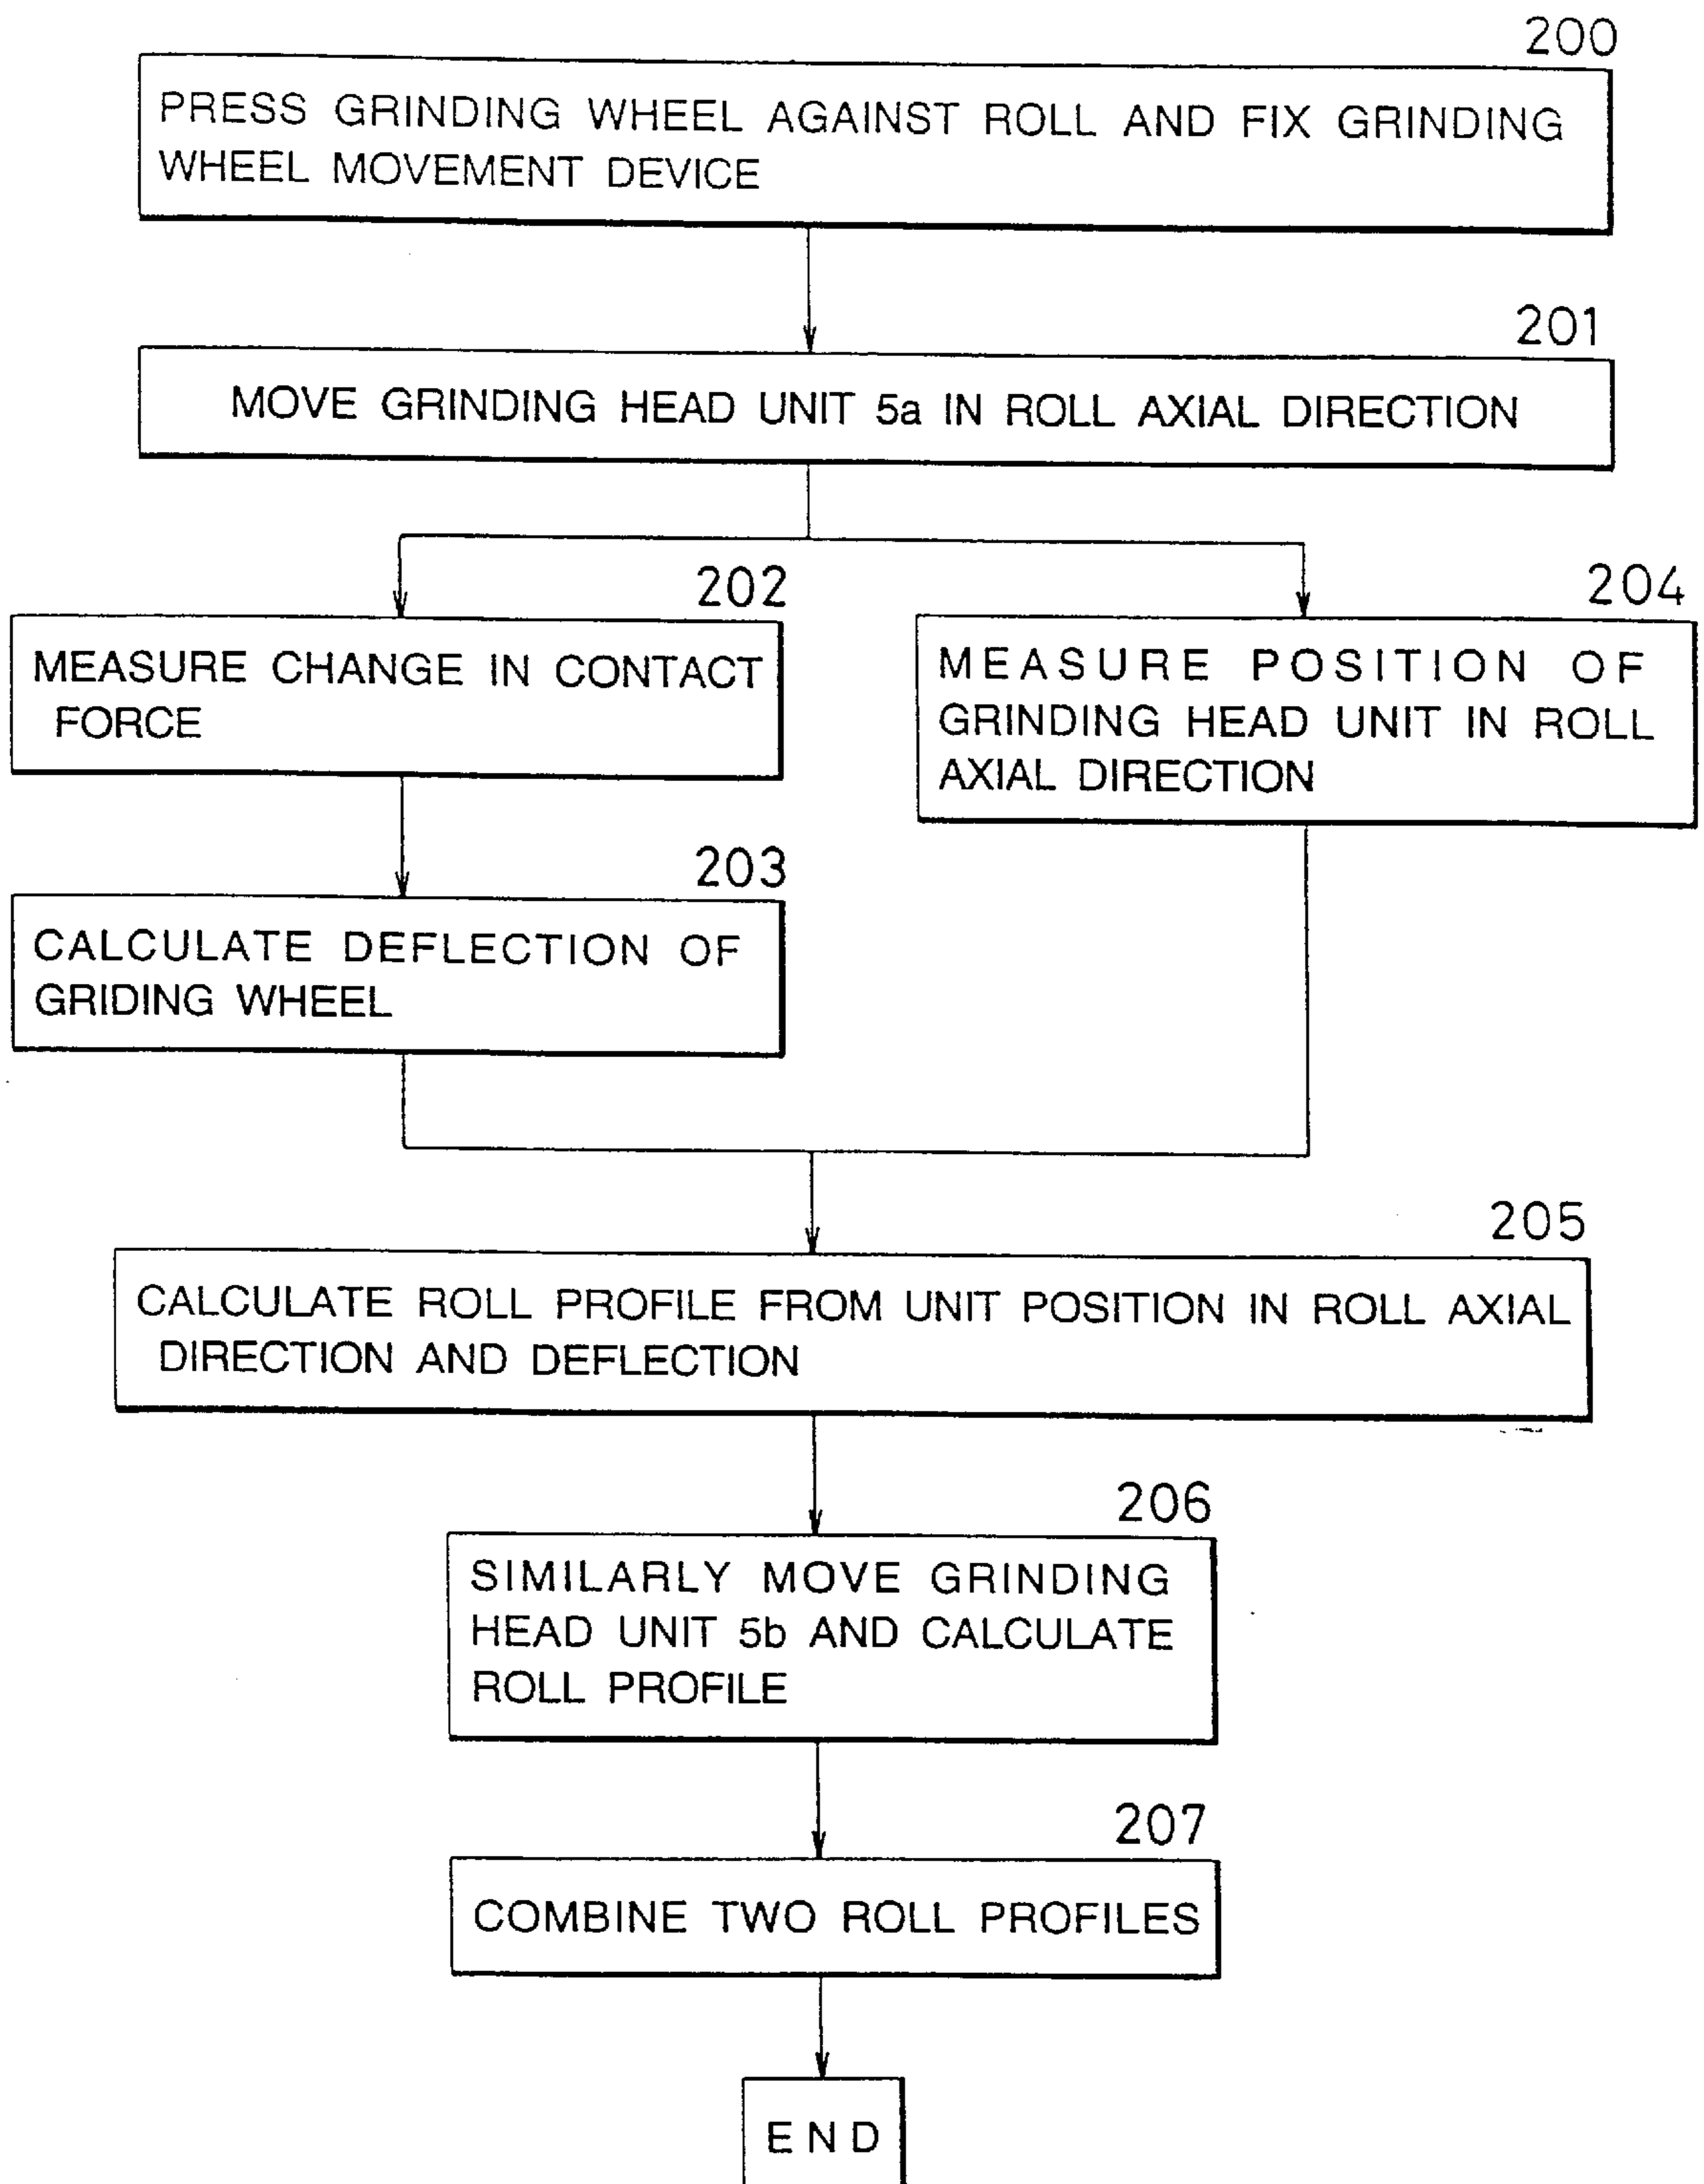 200
PRESS GRINDING WHEEL AGAINST ROLL AND FIX GRINDING
WHEEL MOVEMENT DEVICE
201
MOVE GRINDING HEAD UNIT 5a IN ROLL AXIAL DIRECTION
202
MEASURE CHANGE IN CONTACT
FORCE
204
MEASURE POSITION OF
GRINDING HEAD UNIT IN ROLL
AXIAL DIRECTION
203
CALCULATE DEFLECTION OF
GRIDING WHEEL
205
CALCULATE ROLL PROFILE FROM UNIT POSITION IN ROLL AXIAL
DIRECTION AND DEFLECTION
206
SIMILARLY MOVE GRINDING
HEAD UNIT 5b AND CALCULATE
ROLL PROFILE
207
COMBINE TWO ROLL PROFILES
END